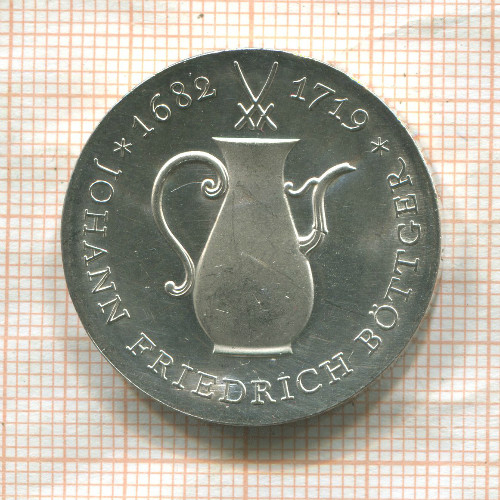 * 1682 1719 *
JOHANN FRIEDRICH BÖTTGER